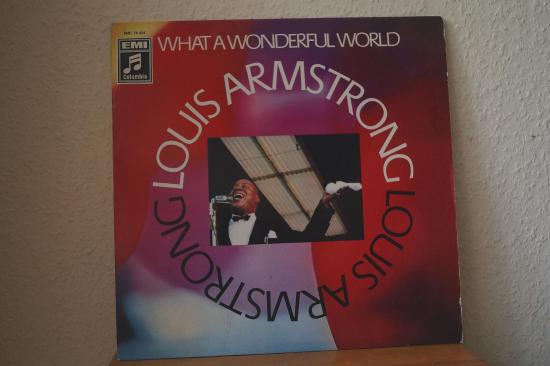 EMI
Columbia
WHAT A WONDERFUL WORLD
LOUIS ARMSTRONG
LOUIS ARMSTRONG